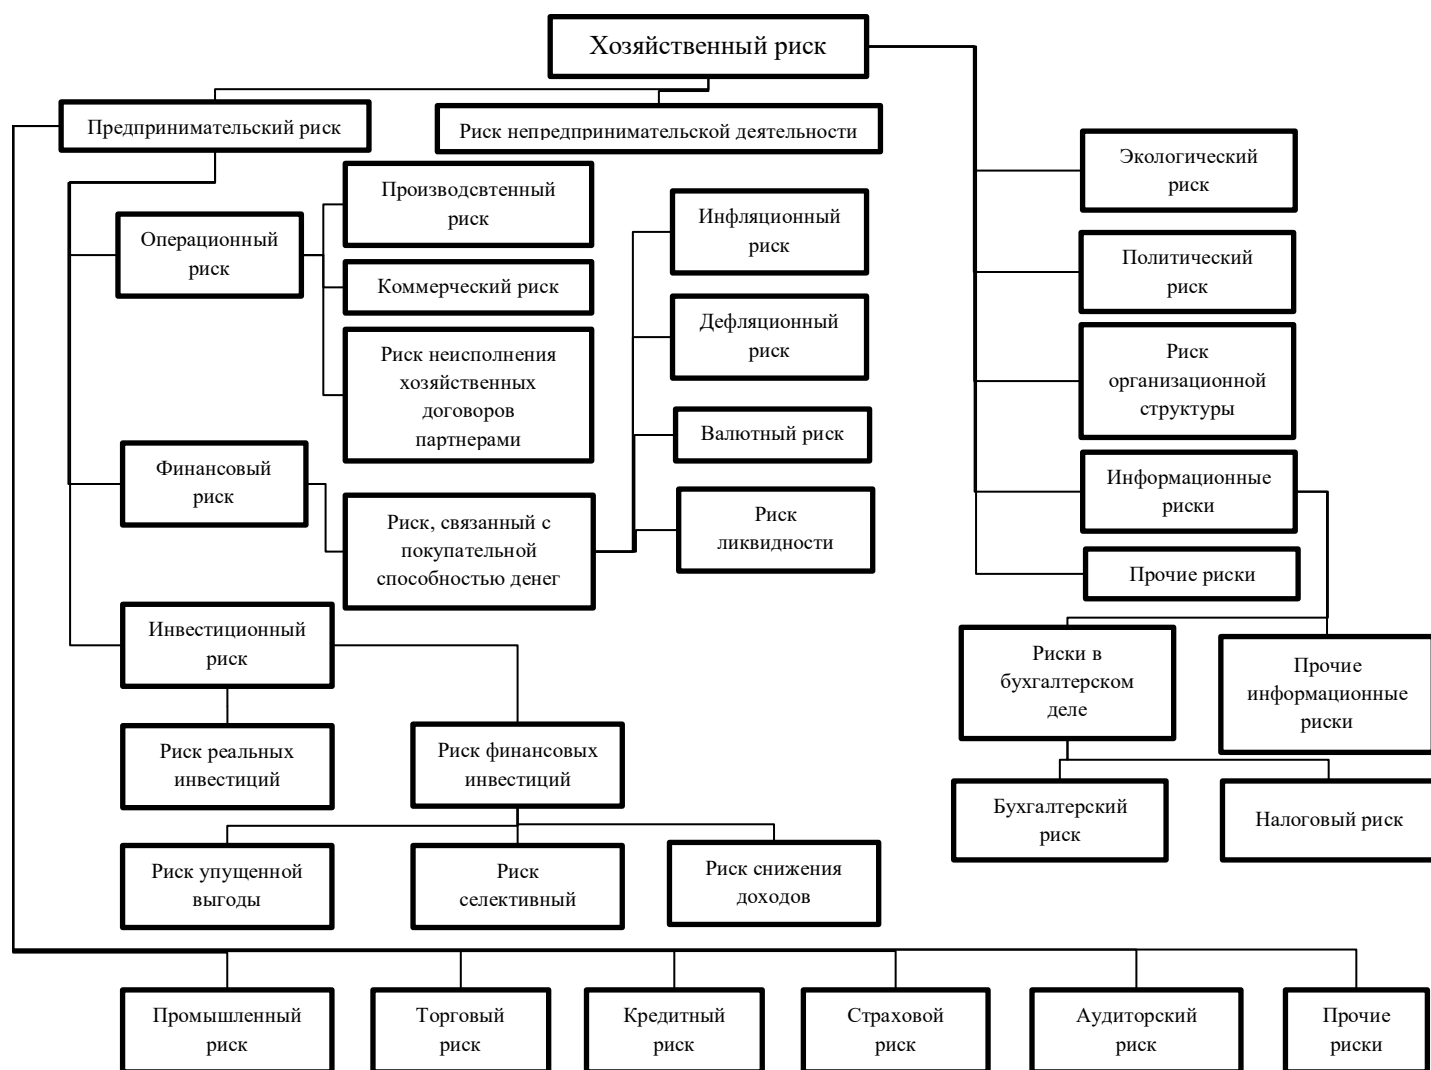 Хозяйственный риск
Предпринимательский риск
Риск непредпринимательской деятельности
Экологический
риск
Производсвтенный
риск
Инфляционный
риск
Операционный
риск
Политический
риск
Коммерческий риск
Дефляционный
риск
Риск неисполнения
хозяйственных
договоров
партнерами
Риск
организационной
структуры
Валютный риск
Финансовый
риск
Информационные
риски
Риск, связанный с
покупательной
способностью денег
Риск
ликвидности
Прочие риски
Инвестиционный
риск
Риски в
бухгалтерском
деле
Прочие
информационные
риски
Риск реальных
инвестиций
Риск финансовых
инвестиций
Бухгалтерский
риск
Налоговый риск
Риск упущенной
выгоды
Риск
селективный
Риск снижения
доходов
Промышленный
риск
Торговый
риск
Кредитный
риск
Страховой
риск
Аудиторский
риск
Прочие
риски